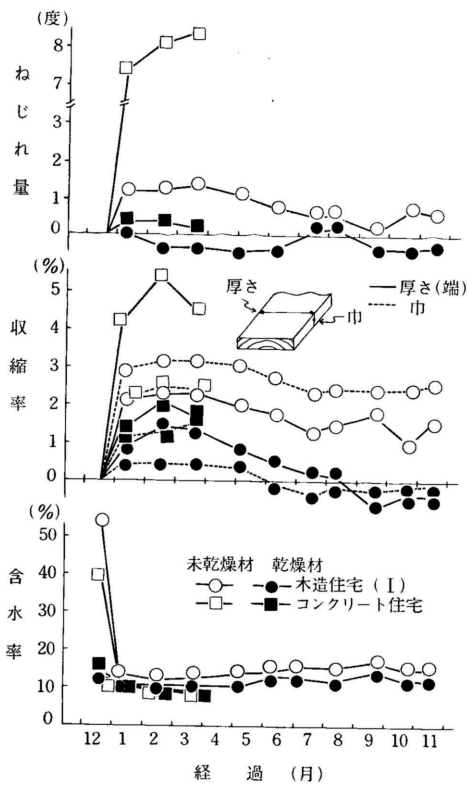 (度)
8
7
3
2
1
0
ねじれ量
(%)
5
4
3
2
1
0
収縮率
厚さ
巾
厚さ(端)
巾
(%)
50
40
30
20
10
0
含水率
未乾燥材 乾燥材
木造住宅(I)
コンクリート住宅
12 1 2 3 4 5 6 7 8 9 10 11
経過(月)